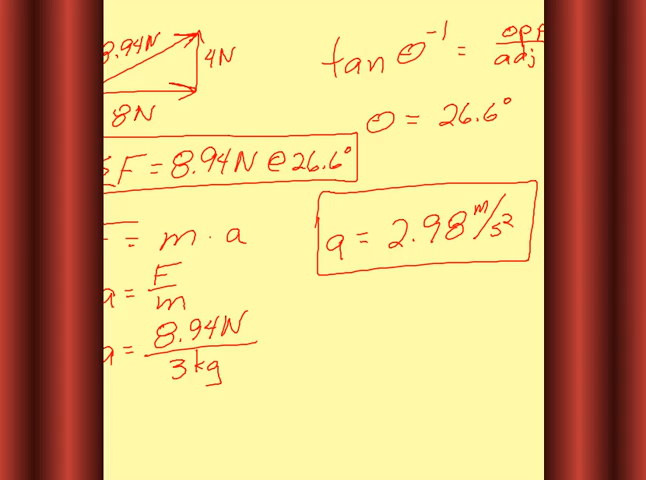 8.94N
4N
8N
tan θ⁻¹ = opp/adj
θ = 26.6°
ΣF = 8.94N @ 26.6°
= m · a
a = F/m
a = 8.94N/3kg
a = 2.98 m/s²